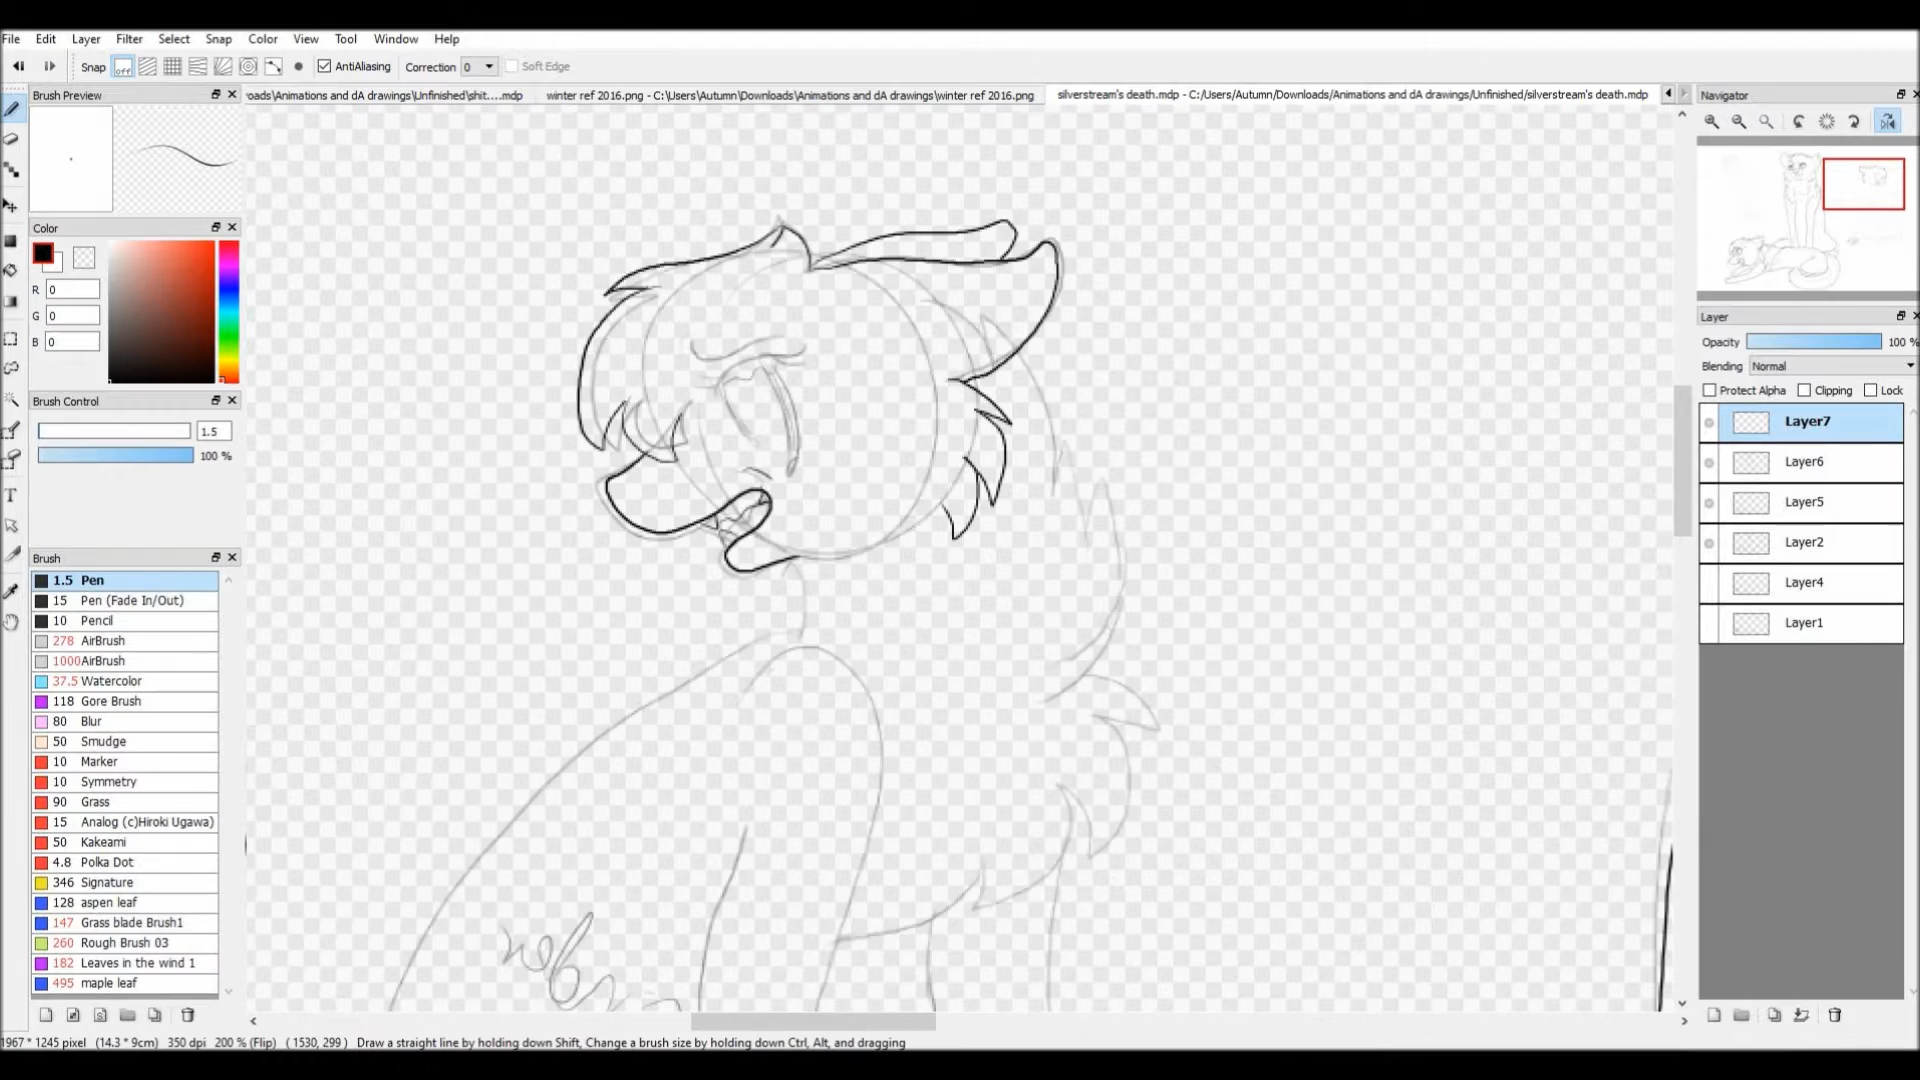 File Edit Layer Filter Select Snap Color View Tool Window Help
Snap off AntiAliasing Correction 0 Soft Edge
Brush Preview
oads\Animations and dA drawings\Unfinished\shit....mdp
winter ref 2016.png - C:\Users\Autumn\Downloads\Animations and dA drawings\winter ref 2016.png
silverstream's death.mdp - C:/Users/Autumn/Downloads/Animations and dA drawings/Unfinished/silverstream's death.mdp
Navigator
Color
R 0
G 0
B 0
Brush Control
1.5
100 %
Brush
1.5 Pen
15 Pen (Fade In/Out)
10 Pencil
278 AirBrush
1000 AirBrush
37.5 Watercolor
118 Gore Brush
80 Blur
50 Smudge
10 Marker
10 Symmetry
90 Grass
15 Analog (c)Hiroki Ugawa)
50 Kakeami
4.8 Polka Dot
346 Signature
128 aspen leaf
147 Grass blade Brush1
260 Rough Brush 03
182 Leaves in the wind 1
495 maple leaf
Layer
Opacity 100 %
Blending Normal
Protect Alpha Clipping Lock
Layer7
Layer6
Layer5
Layer2
Layer4
Layer1
1967 * 1245 pixel (14.3 * 9cm) 350 dpi 200 % (Flip) ( 1530, 299 ) Draw a straight line by holding down Shift, Change a brush size by holding down Ctrl, Alt, and dragging